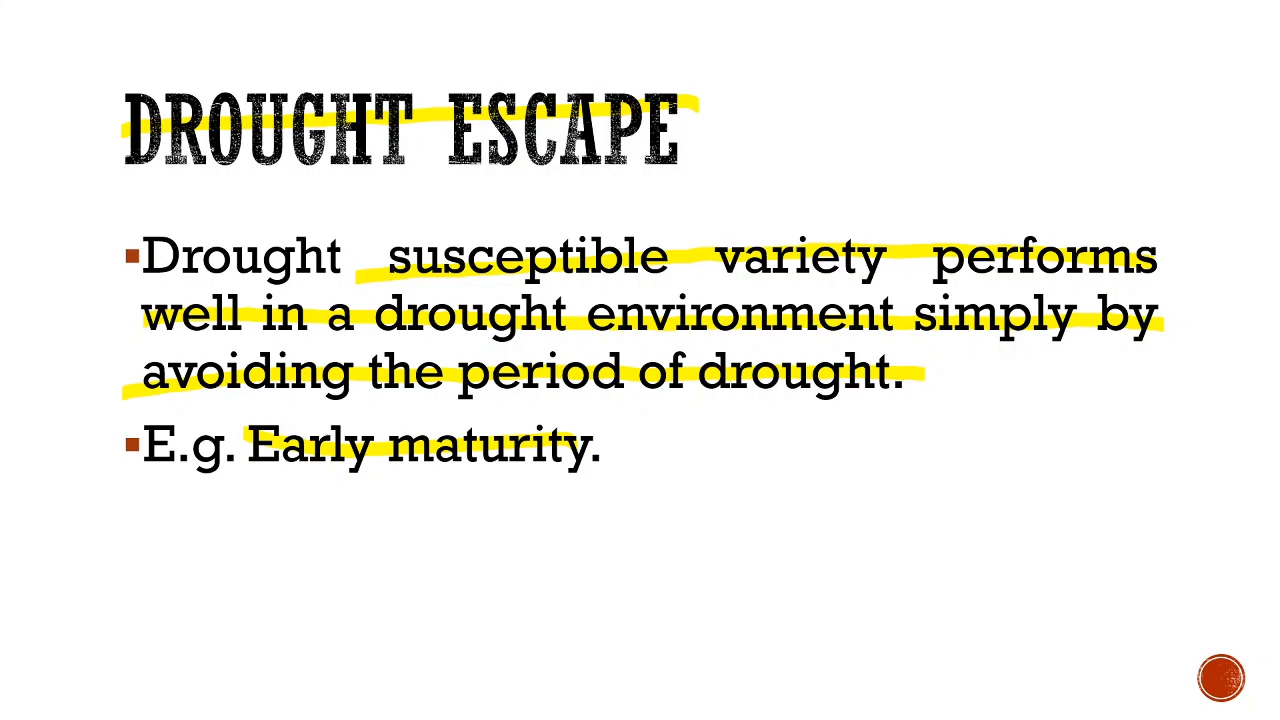 DROUGHT ESCAPE
▪Drought susceptible variety performs
well in a drought environment simply by
avoiding the period of drought.
▪E.g. Early maturity.